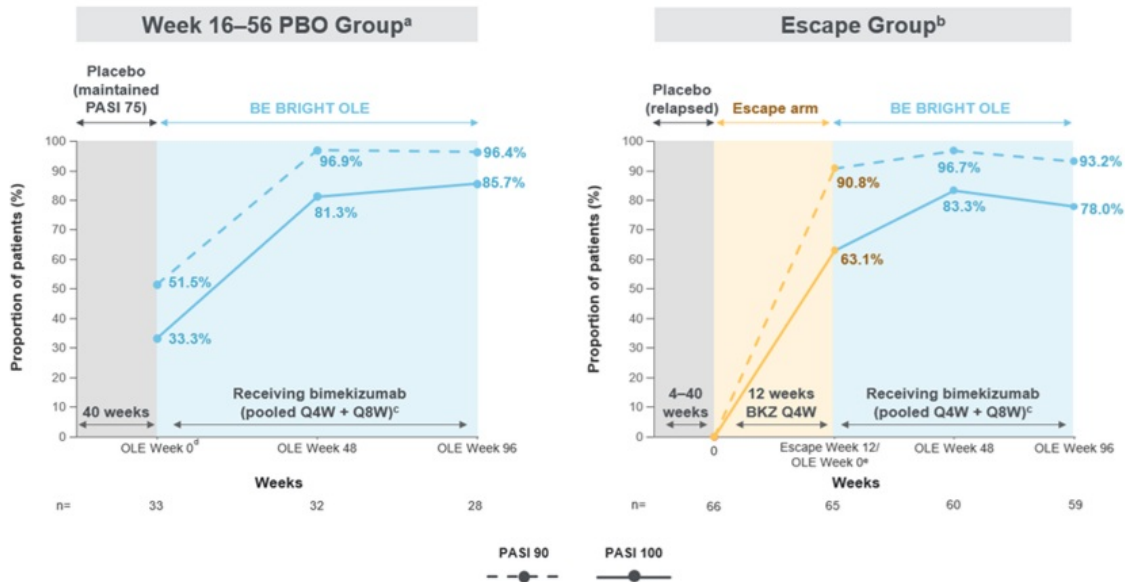 Week 16–56 PBO Groupᵃ
Placebo
(maintained
PASI 75)
BE BRIGHT OLE
Proportion of patients (%)
100
90
80
70
60
50
40
30
20
10
0
51.5%
33.3%
96.9%
81.3%
96.4%
85.7%
40 weeks
Receiving bimekizumab
(pooled Q4W + Q8W)ᶜ
OLE Week 0ᵈ
OLE Week 48
OLE Week 96
Weeks
n=
33
32
28
Escape Groupᵇ
Placebo
(relapsed)
Escape arm
BE BRIGHT OLE
Proportion of patients (%)
100
90
80
70
60
50
40
30
20
10
0
90.8%
63.1%
96.7%
83.3%
93.2%
78.0%
4–40
weeks
12 weeks
BKZ Q4W
Receiving bimekizumab
(pooled Q4W + Q8W)ᶜ
0
Escape Week 12/
OLE Week 0ᵉ
OLE Week 48
OLE Week 96
Weeks
n=
66
65
60
59
PASI 90
PASI 100